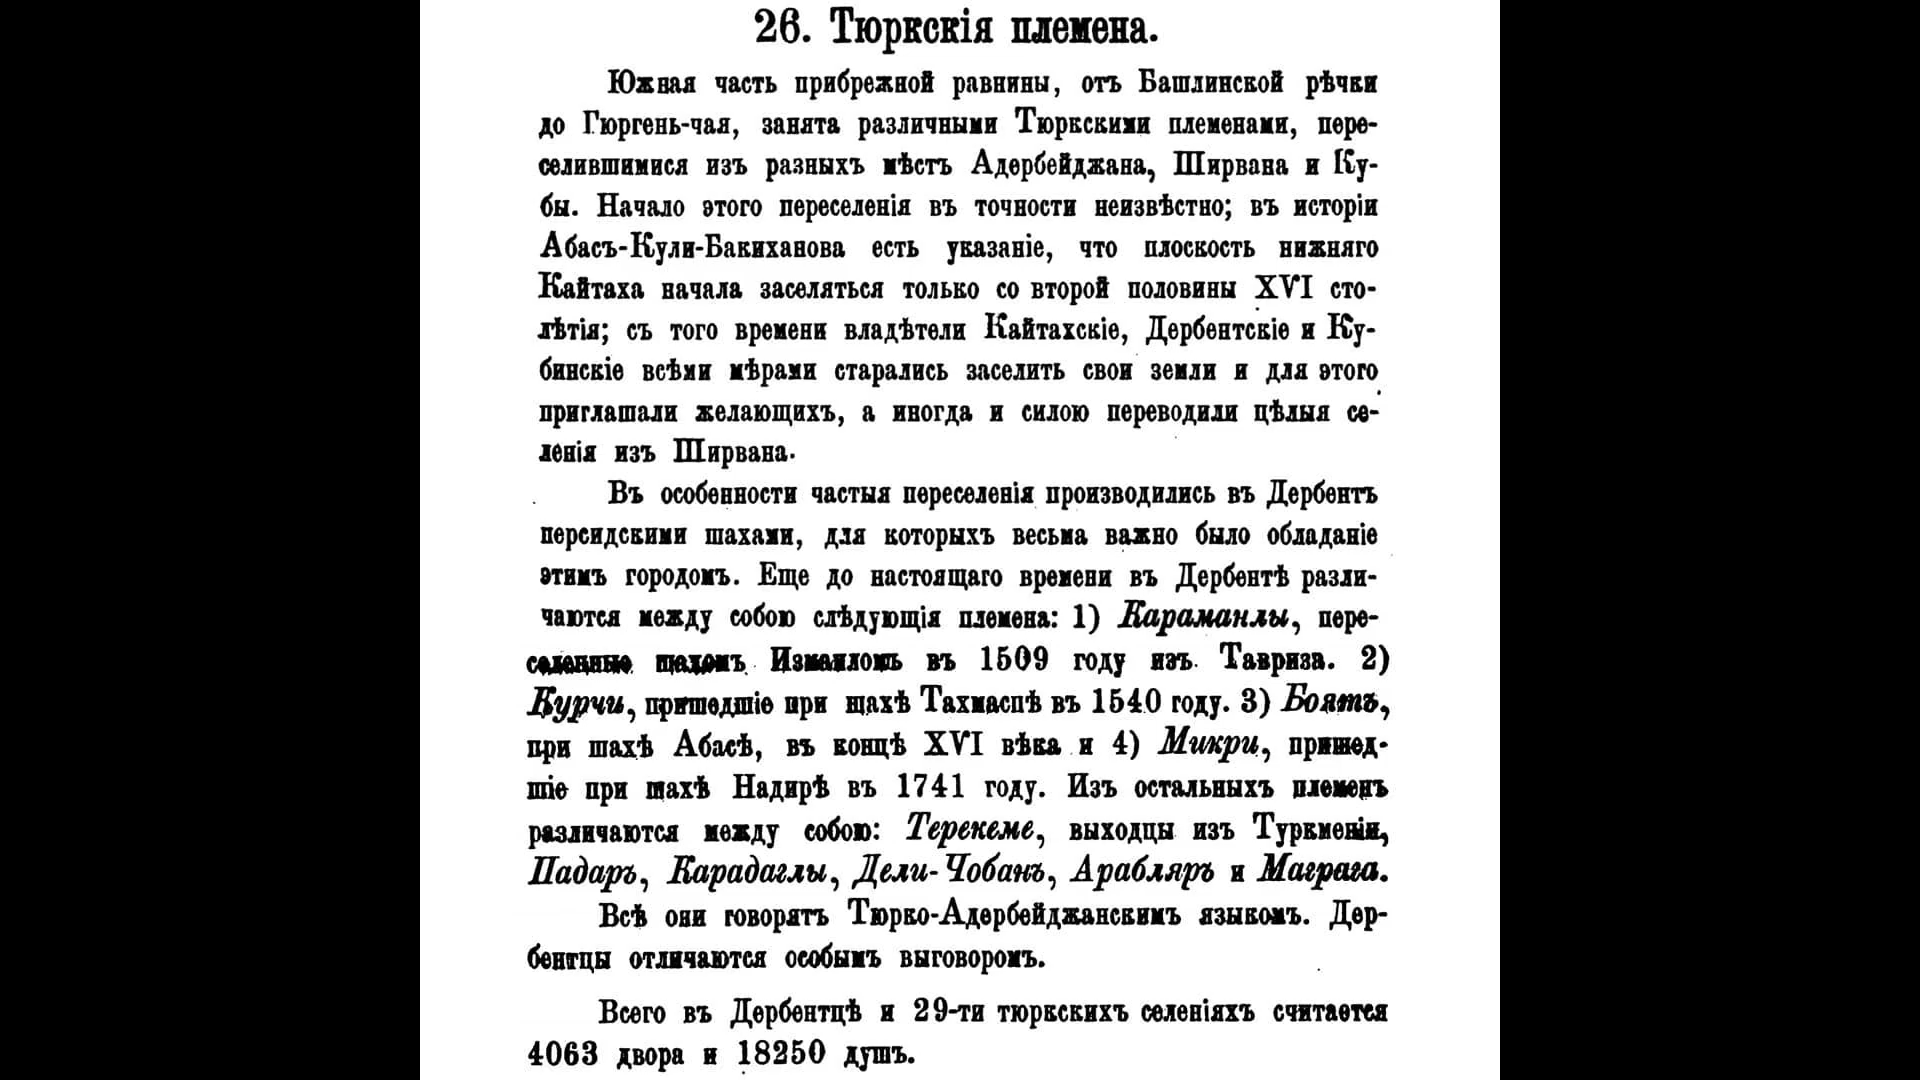 26. Тюркскія племена.
Южная часть прибрежной равнины, отъ Башлинской рѣчки
до Гюргень-чая, занята различными Тюркскими племенами, пере-
селившимися изъ разныхъ мѣстъ Адербейджана, Ширвана и Ку-
бы. Начало этого переселенія въ точности неизвѣстно; въ исторіи
Абасъ-Кули-Бакиханова есть указаніе, что плоскость нижняго
Кайтаха начала заселяться только со второй половины XVI сто-
лѣтія; съ того времени владѣтели Кайтахскіе, Дербентскіе и Ку-
бинскіе всѣми мѣрами старались заселить свои земли и для этого
приглашали желающихъ, а иногда и силою переводили цѣлыя се-
ленія изъ Ширвана.
Въ особенности частыя переселенія производились въ Дербентъ
персидскими шахами, для которыхъ весьма важно было обладаніе
этимъ городомъ. Еще до настоящаго времени въ Дербентѣ разли-
чаются между собою слѣдующія племена: 1) Караманлы, пере-
селенные шахомъ Измаиломъ въ 1509 году изъ Тавриза. 2)
Курчи, пришедшіе при шахѣ Тахмаспѣ въ 1540 году. 3) Боятъ,
при шахѣ Абасѣ, въ концѣ XVI вѣка и 4) Микри, пришед-
шіе при шахѣ Надирѣ въ 1741 году. Изъ остальныхъ племенъ
различаются между собою: Терекеме, выходцы изъ Туркменіи,
Падаръ, Карадаглы, Дели-Чобанъ, Арабляръ и Маграга.
Всѣ они говорятъ Тюрко-Адербейджанскимъ языкомъ. Дер-
бентцы отличаются особымъ выговоромъ.
Всего въ Дербентцѣ и 29-ти тюркскихъ селеніяхъ считается
4063 двора и 18250 душъ.